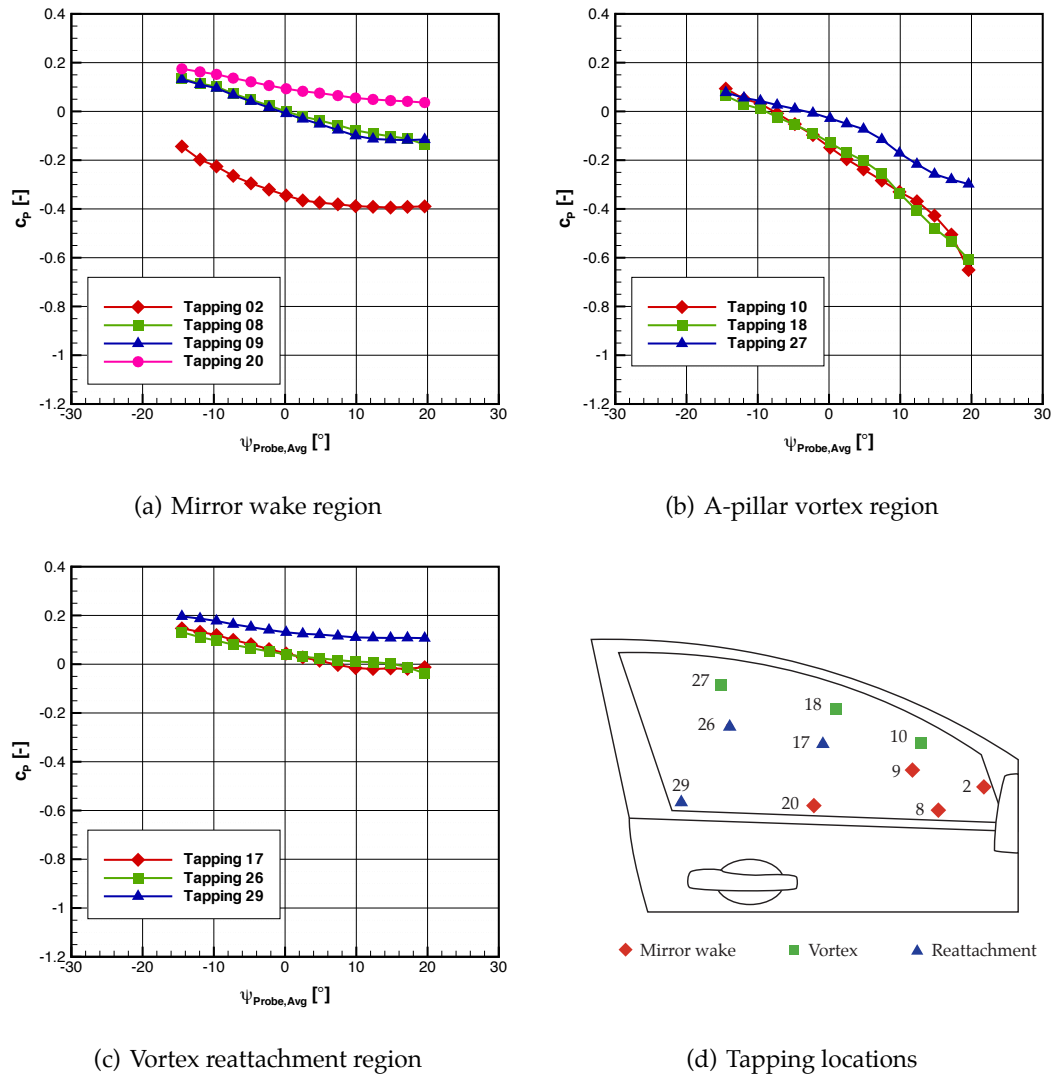 0.4
0.2
0
-0.2
-0.4
-0.6
-0.8
-1
-1.2
cP [-]
Tapping 02
Tapping 08
Tapping 09
Tapping 20
-30 -20 -10 0 10 20 30
ψProbe,Avg [°]
(a) Mirror wake region
0.4
0.2
0
-0.2
-0.4
-0.6
-0.8
-1
-1.2
cP [-]
Tapping 10
Tapping 18
Tapping 27
-30 -20 -10 0 10 20 30
ψProbe,Avg [°]
(b) A-pillar vortex region
0.4
0.2
0
-0.2
-0.4
-0.6
-0.8
-1
-1.2
cP [-]
Tapping 17
Tapping 26
Tapping 29
-30 -20 -10 0 10 20 30
ψProbe,Avg [°]
(c) Vortex reattachment region
27
18
26
17
10
9
2
29
20
8
Mirror wake Vortex Reattachment
(d) Tapping locations